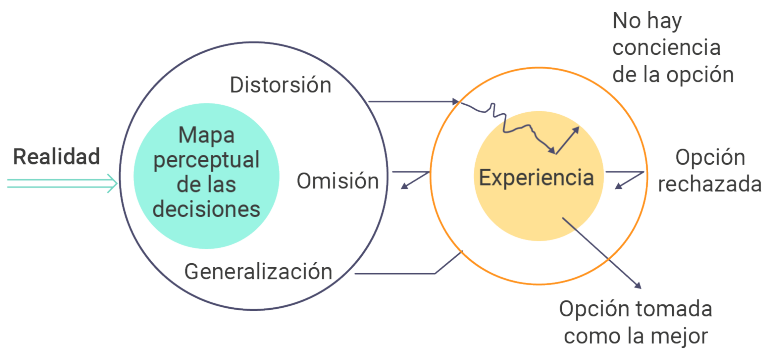 Realidad
Mapa
perceptual
de las
decisiones
Distorsión
Omisión
Generalización
Experiencia
No hay
conciencia
de la opción
Opción
rechazada
Opción tomada
como la mejor